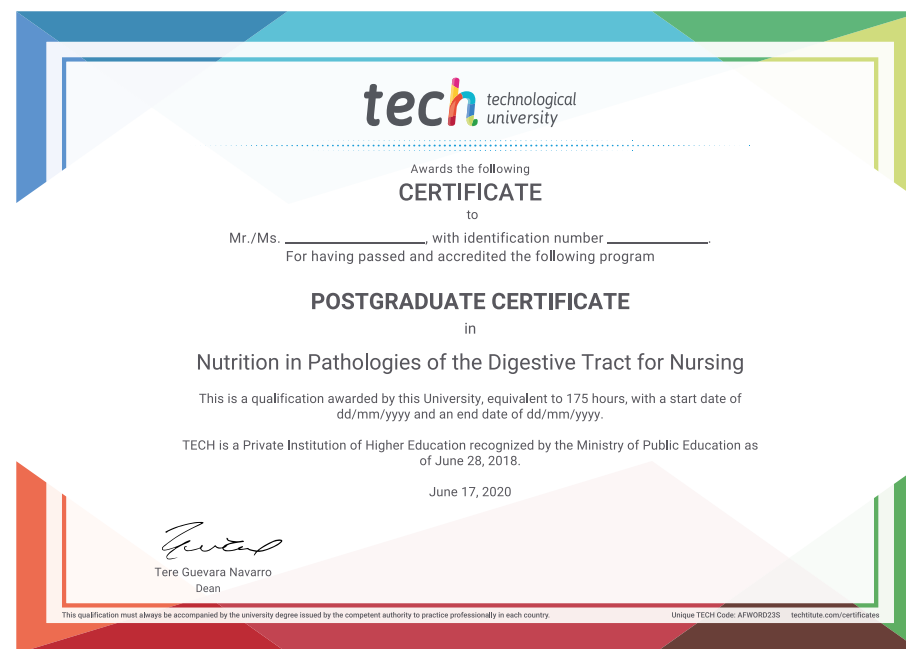 tech technological
university
Awards the following
CERTIFICATE
to
Mr./Ms. ____________________, with identification number ______________.
For having passed and accredited the following program
POSTGRADUATE CERTIFICATE
in
Nutrition in Pathologies of the Digestive Tract for Nursing
This is a qualification awarded by this University, equivalent to 175 hours, with a start date of
dd/mm/yyyy and an end date of dd/mm/yyyy.
TECH is a Private Institution of Higher Education recognized by the Ministry of Public Education as
of June 28, 2018.
June 17, 2020
Tere Guevara Navarro
Dean
This qualification must always be accompanied by the university degree issued by the competent authority to practice professionally in each country. Unique TECH Code: AFWORD23S techtitute.com/certificates